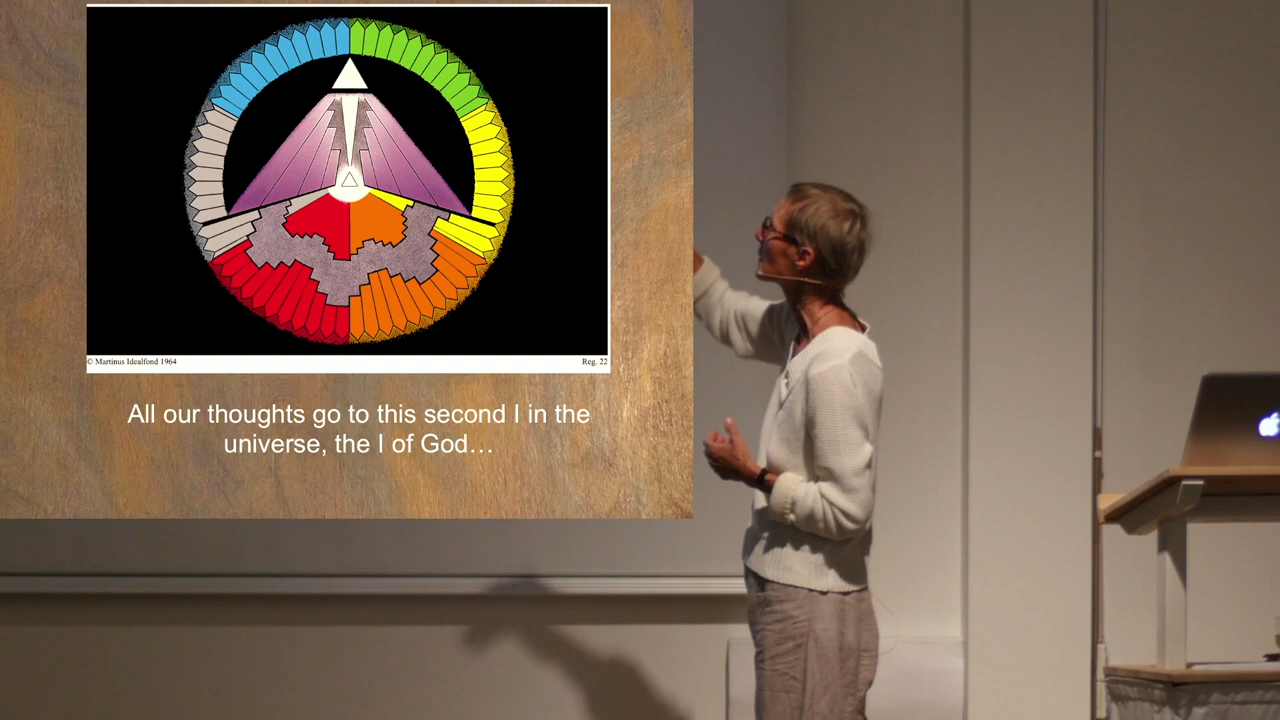 © Martinus Idealfond 1964
Reg. 22
All our thoughts go to this second I in the
universe, the I of God…